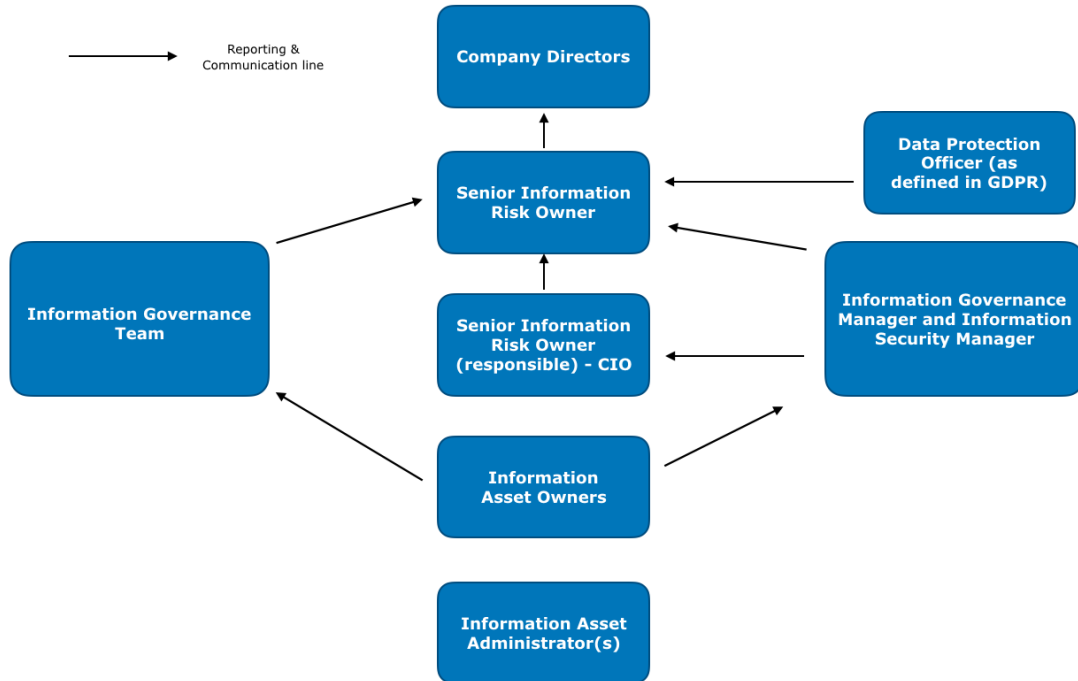 Reporting &
Communication line
Company Directors
Data Protection
Officer (as
defined in GDPR)
Senior Information
Risk Owner
Information Governance
Team
Senior Information
Risk Owner
(responsible) - CIO
Information Governance
Manager and Information
Security Manager
Information
Asset Owners
Information Asset
Administrator(s)